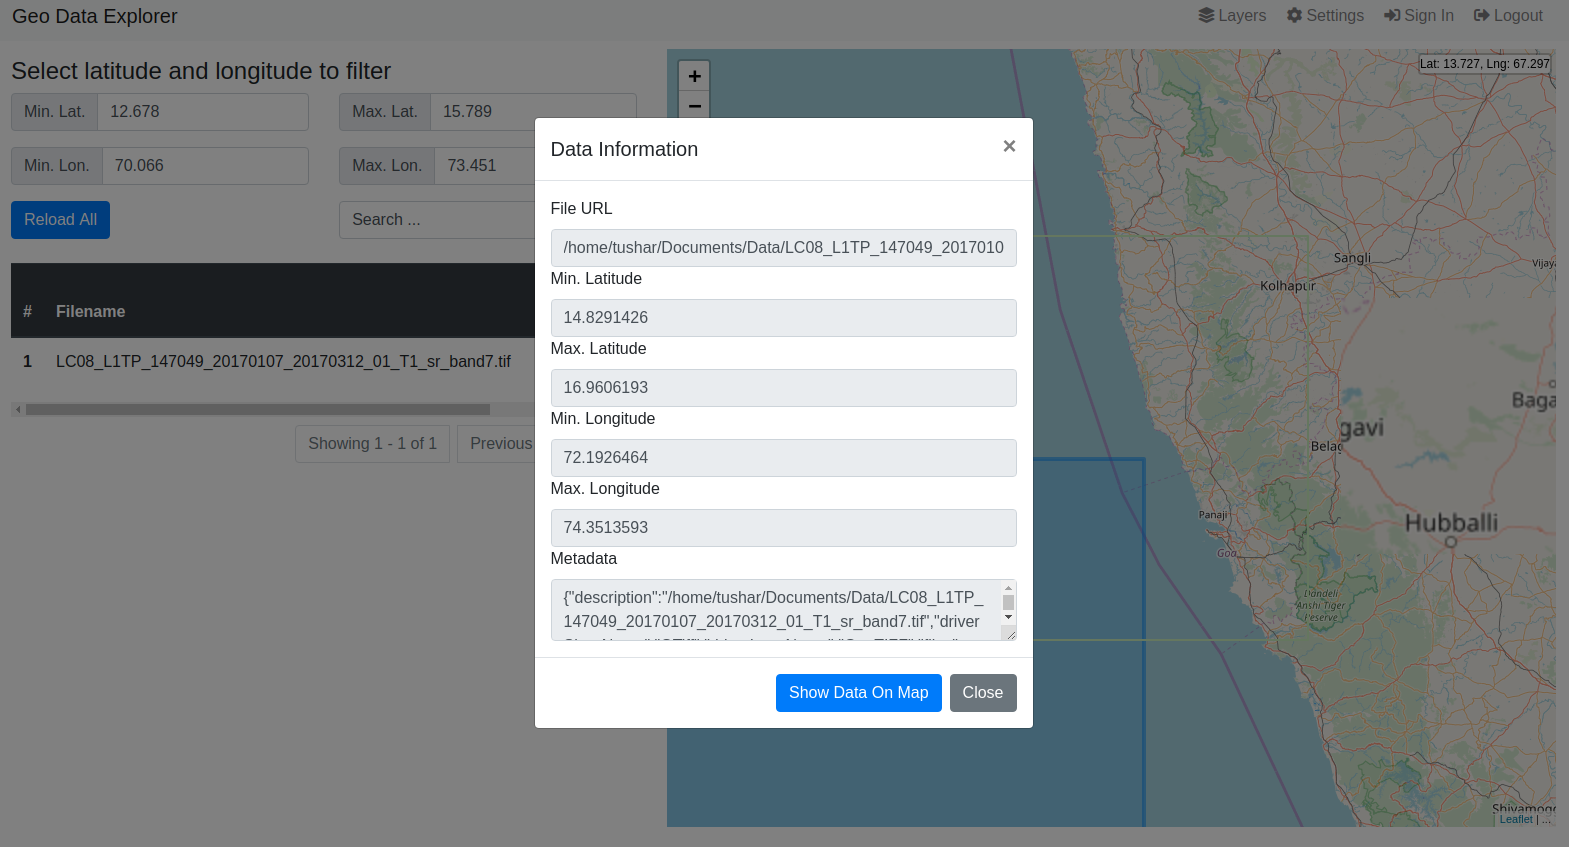 Geo Data Explorer
Layers Settings Sign In Logout
Select latitude and longitude to filter
Min. Lat. 12.678 Max. Lat. 15.789
Min. Lon. 70.066 Max. Lon. 73.451
Reload All Search ...
# Filename
1 LC08_L1TP_147049_20170107_20170312_01_T1_sr_band7.tif
Showing 1 - 1 of 1 Previous
Data Information ×
File URL
/home/tushar/Documents/Data/LC08_L1TP_147049_2017010
Min. Latitude
14.8291426
Max. Latitude
16.9606193
Min. Longitude
72.1926464
Max. Longitude
74.3513593
Metadata
{"description":"/home/tushar/Documents/Data/LC08_L1TP_
147049_20170107_20170312_01_T1_sr_band7.tif","driver
Show Data On Map Close
+
−
Lat: 13.727, Lng: 67.297
Sangli
Vijaya
Kolhapur
Baga
gavi
Belag
Panaji
Hubballi
Goa
Anshi Tiger
Shivamogg
Leaflet | ...